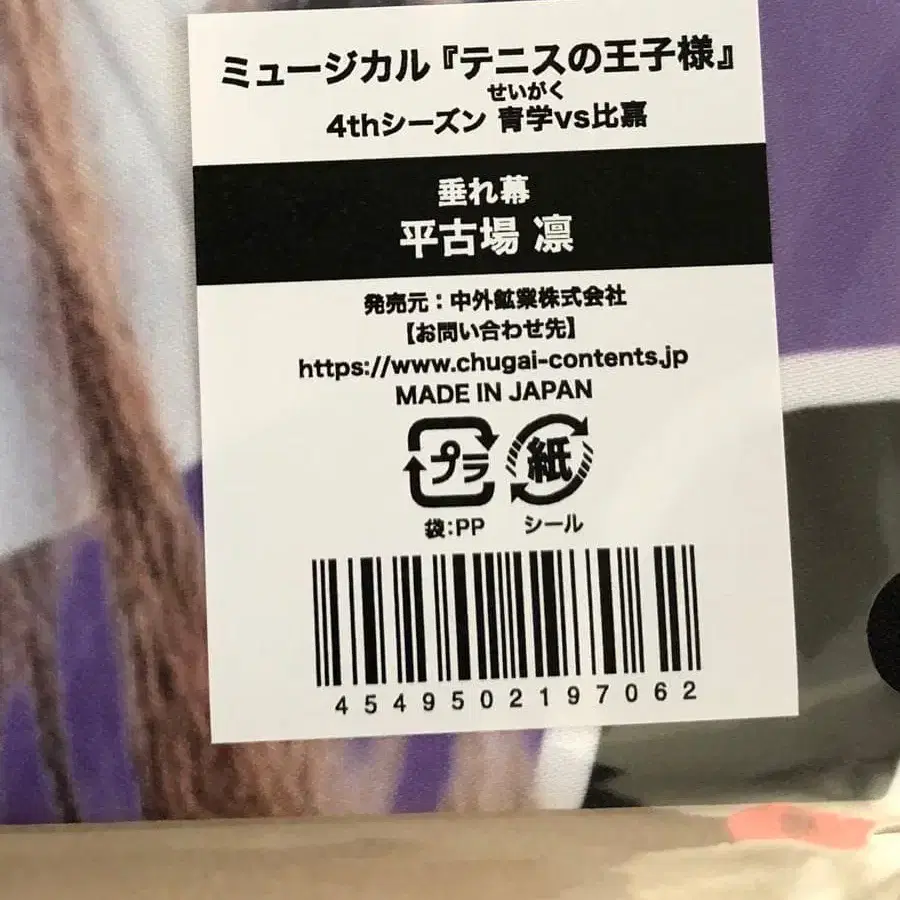 ミュージカル『テニスの王子様』
せいがく
4thシーズン 青学vs比嘉
垂れ幕
平古場 凛
発売元：中外鉱業株式会社
【お問い合わせ先】
https://www.chugai-contents.jp
MADE IN JAPAN
プラ 紙
袋:PP シール
4549502197062